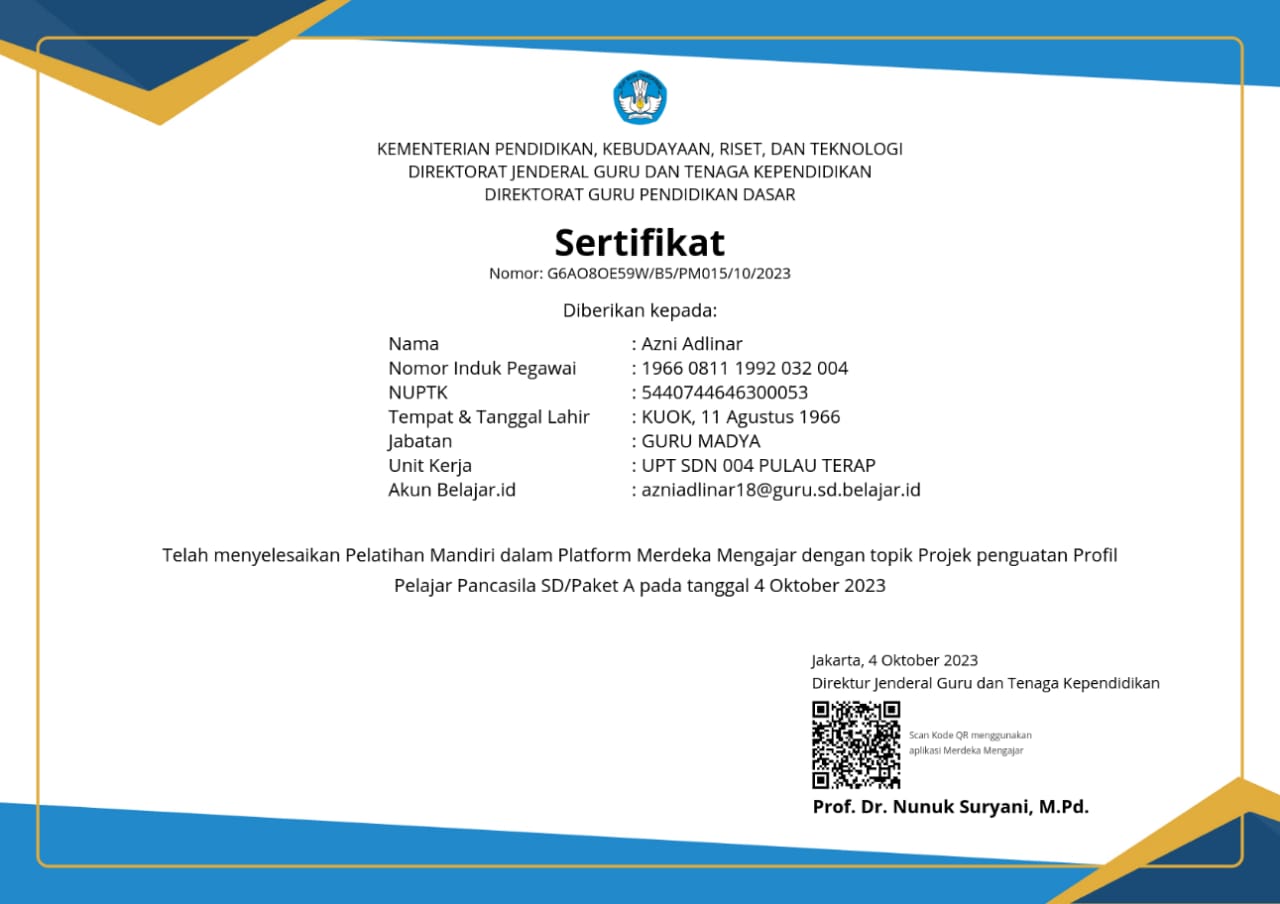 KEMENTERIAN PENDIDIKAN, KEBUDAYAAN, RISET, DAN TEKNOLOGI
DIREKTORAT JENDERAL GURU DAN TENAGA KEPENDIDIKAN
DIREKTORAT GURU PENDIDIKAN DASAR
Sertifikat
Nomor: G6AO8OE59W/B5/PM015/10/2023
Diberikan kepada:
Nama : Azni Adlinar
Nomor Induk Pegawai : 1966 0811 1992 032 004
NUPTK : 5440744646300053
Tempat & Tanggal Lahir : KUOK, 11 Agustus 1966
Jabatan : GURU MADYA
Unit Kerja : UPT SDN 004 PULAU TERAP
Akun Belajar.id : azniadlinar18@guru.sd.belajar.id
Telah menyelesaikan Pelatihan Mandiri dalam Platform Merdeka Mengajar dengan topik Projek penguatan Profil
Pelajar Pancasila SD/Paket A pada tanggal 4 Oktober 2023
Jakarta, 4 Oktober 2023
Direktur Jenderal Guru dan Tenaga Kependidikan
Scan Kode QR menggunakan
aplikasi Merdeka Mengajar
Prof. Dr. Nunuk Suryani, M.Pd.